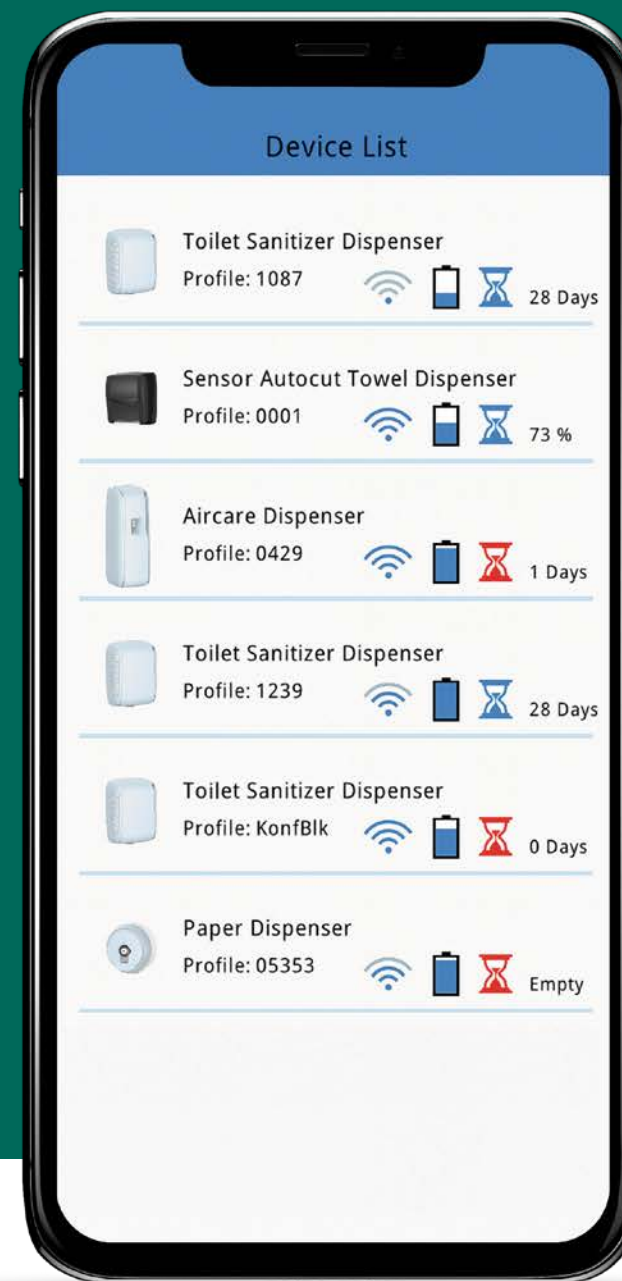 Device List
Toilet Sanitizer Dispenser
Profile: 1087
28 Days
Sensor Autocut Towel Dispenser
Profile: 0001
73 %
Aircare Dispenser
Profile: 0429
1 Days
Toilet Sanitizer Dispenser
Profile: 1239
28 Days
Toilet Sanitizer Dispenser
Profile: KonfBlk
0 Days
Paper Dispenser
Profile: 05353
Empty